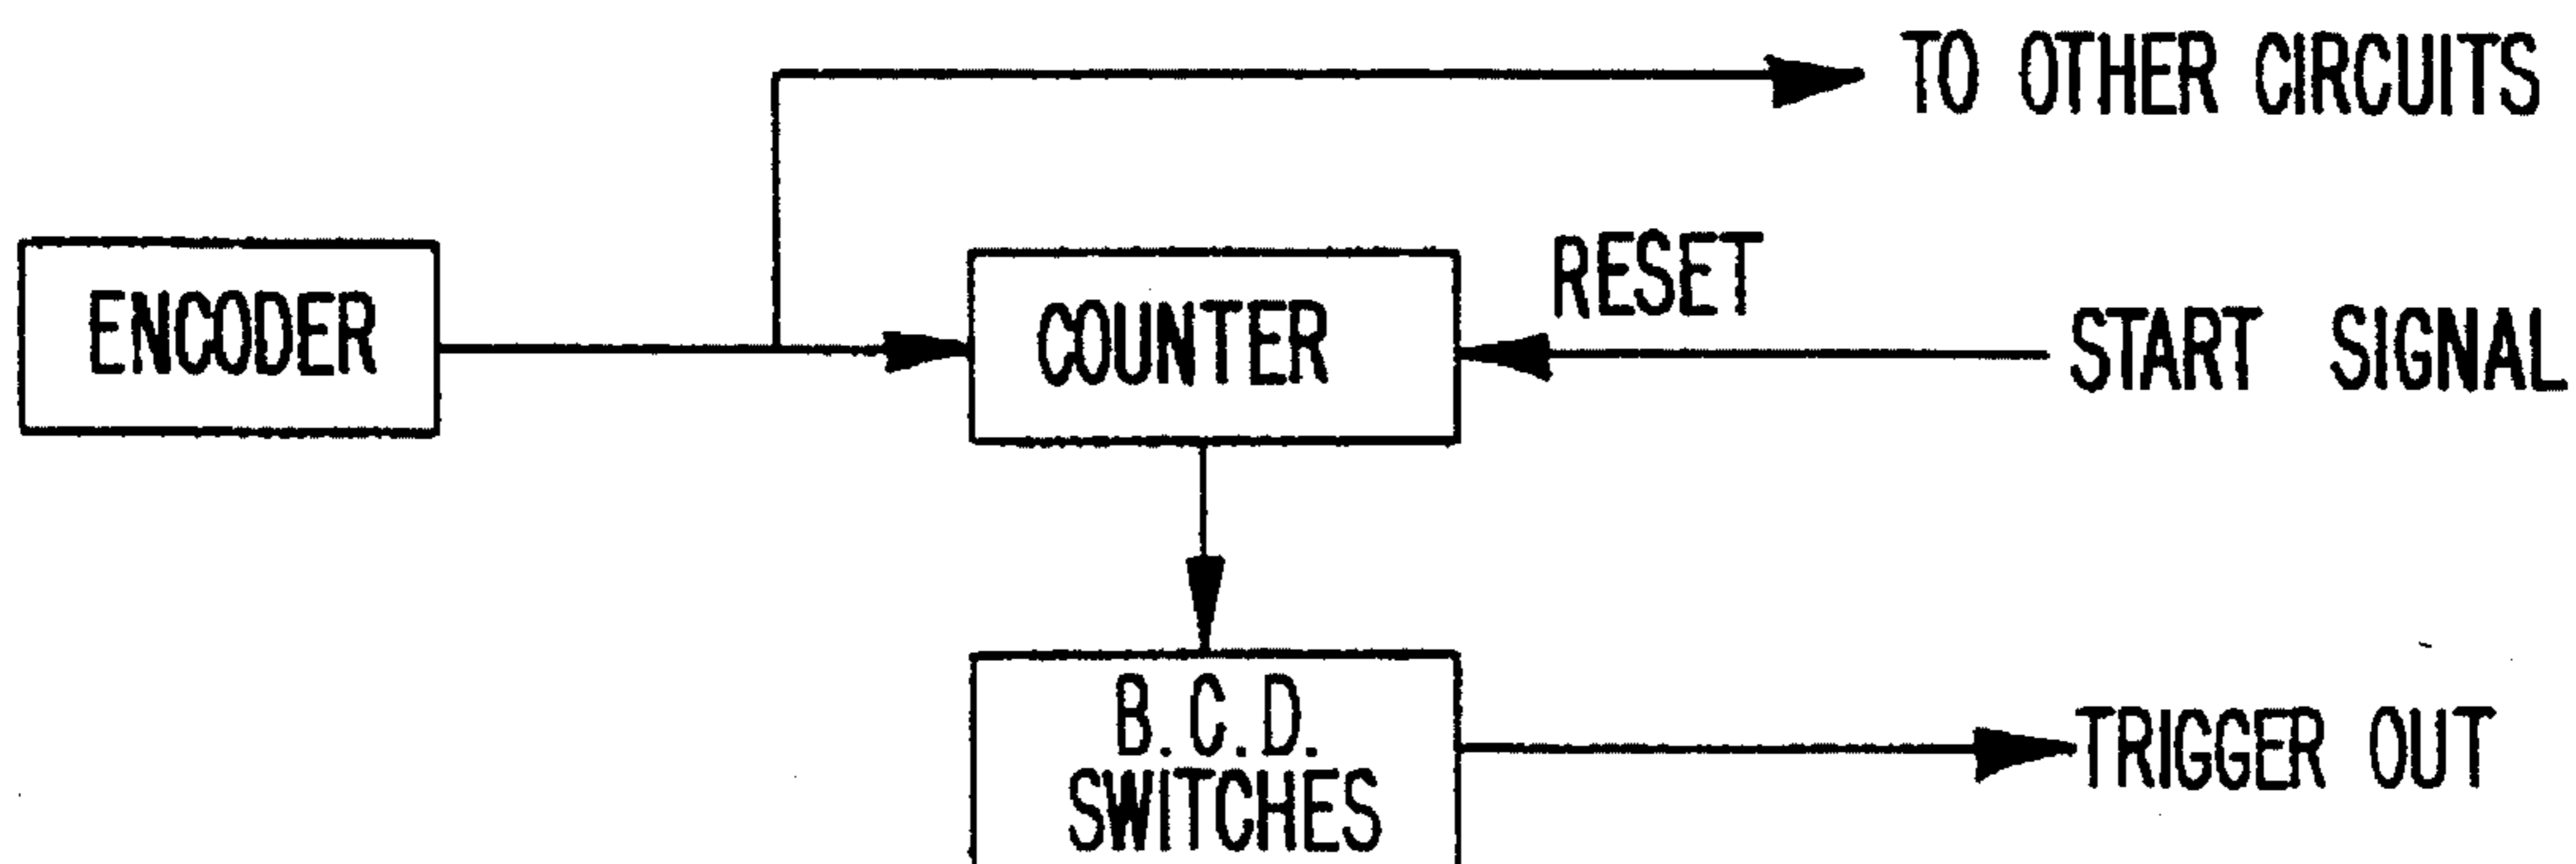 TO OTHER CIRCUITS
ENCODER
COUNTER
RESET
START SIGNAL
B.C.D.
SWITCHES
TRIGGER OUT